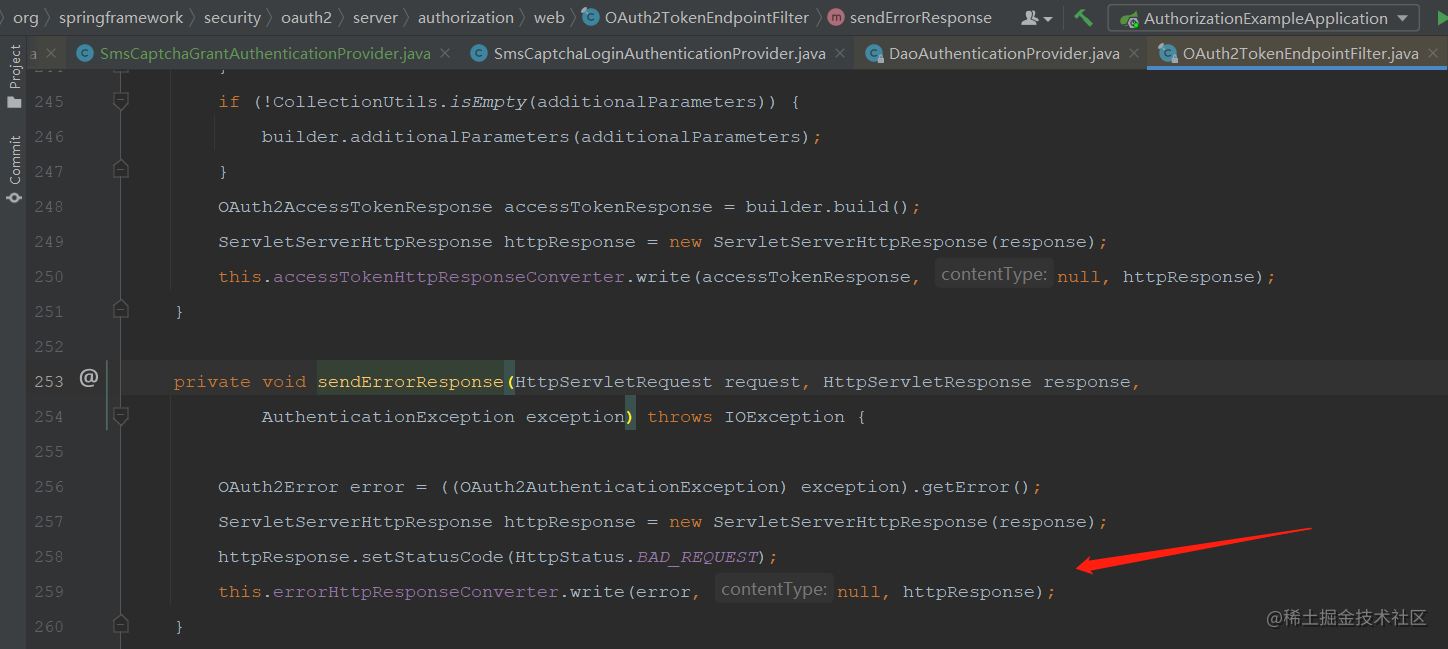 org springframework security oauth2 server authorization web OAuth2TokenEndpointFilter sendErrorResponse AuthorizationExampleApplication
a SmsCaptchaGrantAuthenticationProvider.java SmsCaptchaLoginAuthenticationProvider.java DaoAuthenticationProvider.java OAuth2TokenEndpointFilter.java
Project
Commit
245 if (!CollectionUtils.isEmpty(additionalParameters)) {
246 builder.additionalParameters(additionalParameters);
247 }
248 OAuth2AccessTokenResponse accessTokenResponse = builder.build();
249 ServletServerHttpResponse httpResponse = new ServletServerHttpResponse(response);
250 this.accessTokenHttpResponseConverter.write(accessTokenResponse, contentType: null, httpResponse);
251 }
252
253 @ private void sendErrorResponse(HttpServletRequest request, HttpServletResponse response,
254 AuthenticationException exception) throws IOException {
255
256 OAuth2Error error = ((OAuth2AuthenticationException) exception).getError();
257 ServletServerHttpResponse httpResponse = new ServletServerHttpResponse(response);
258 httpResponse.setStatusCode(HttpStatus.BAD_REQUEST);
259 this.errorHttpResponseConverter.write(error, contentType: null, httpResponse);
260 }
@稀土掘金技术社区